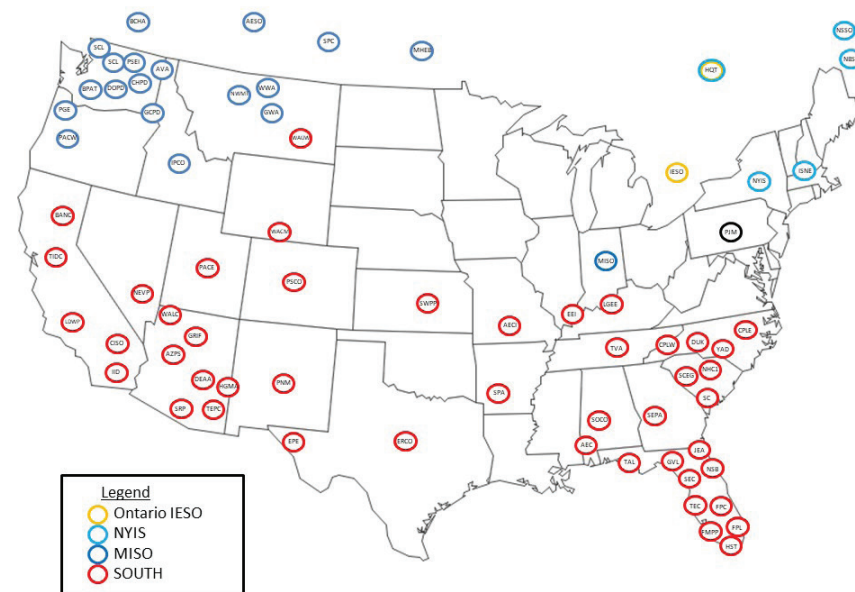 BCHA
AESO
SPC
MHEB
NSSO
NBS
HQT
SCL
SCL
PSEI
AVA
BPAT
DOPD
CHPD
NWMT
WWA
GWA
PGE
GCPD
PACW
IPCO
WAUW
IESO
NYIS
ISNE
BANC
WACM
PJM
TIDC
PACE
MISO
NEVP
PSCO
SWPP
LGEE
EEI
AECI
LDWP
WALC
GRIF
CISO
AZPS
TVA
CPLW
DUK
YAD
CPLE
IID
DEAA
HGMA
PNM
SPA
SCEG
NHC1
SC
SRP
TEPC
EPE
ERCO
SOCO
SEPA
AEC
TAL
GVL
JEA
NSB
SEC
TEC
FPC
FMPP
FPL
HST
Legend
Ontario IESO
NYIS
MISO
SOUTH